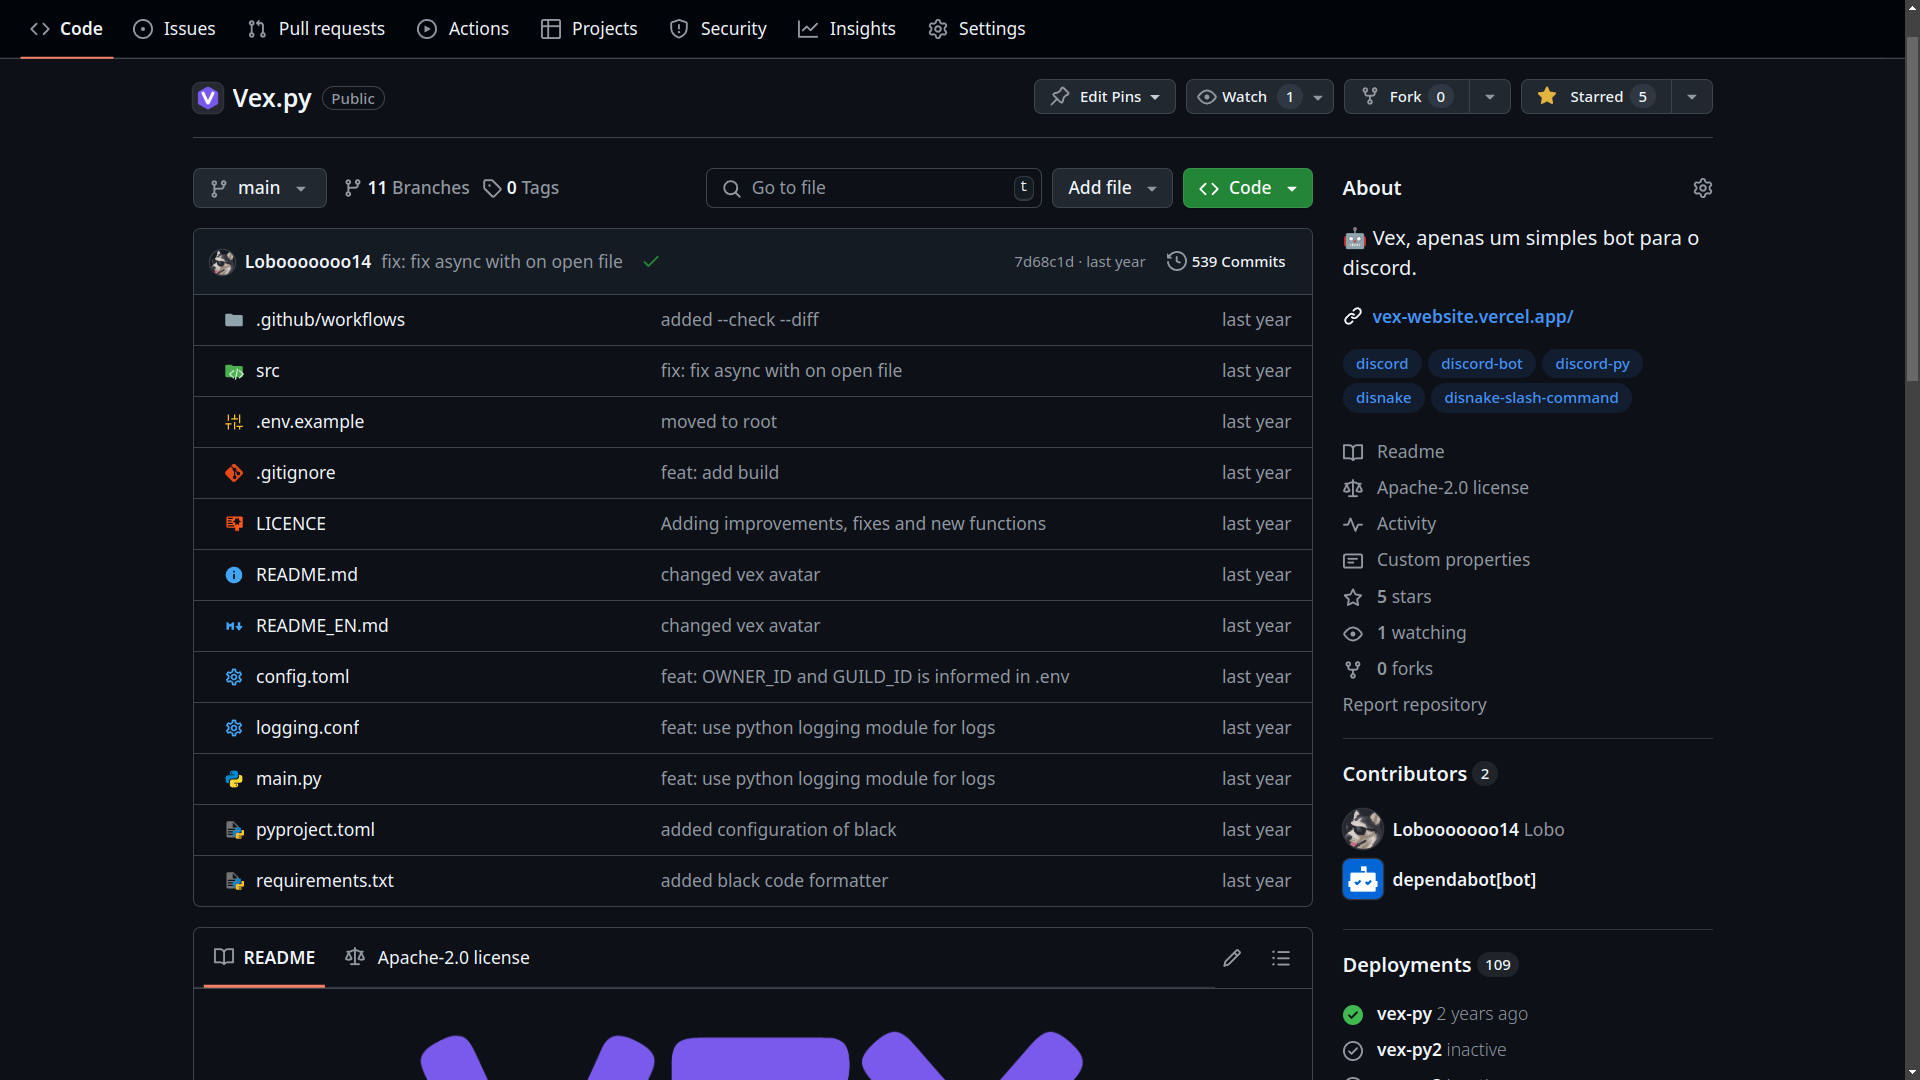 Code Issues Pull requests Actions Projects Security Insights Settings
Vex.py Public
Edit Pins Watch 1 Fork 0 Starred 5
main 11 Branches 0 Tags Go to file t Add file Code
Lobooooooo14 fix: fix async with on open file 7d68c1d · last year 539 Commits
.github/workflows added --check --diff last year
src fix: fix async with on open file last year
.env.example moved to root last year
.gitignore feat: add build last year
LICENCE Adding improvements, fixes and new functions last year
README.md changed vex avatar last year
README_EN.md changed vex avatar last year
config.toml feat: OWNER_ID and GUILD_ID is informed in .env last year
logging.conf feat: use python logging module for logs last year
main.py feat: use python logging module for logs last year
pyproject.toml added configuration of black last year
requirements.txt added black code formatter last year
README Apache-2.0 license
About
🤖 Vex, apenas um simples bot para o
discord.
vex-website.vercel.app/
discord discord-bot discord-py
disnake disnake-slash-command
Readme
Apache-2.0 license
Activity
Custom properties
5 stars
1 watching
0 forks
Report repository
Contributors 2
Lobooooooo14 Lobo
dependabot[bot]
Deployments 109
vex-py 2 years ago
vex-py2 inactive